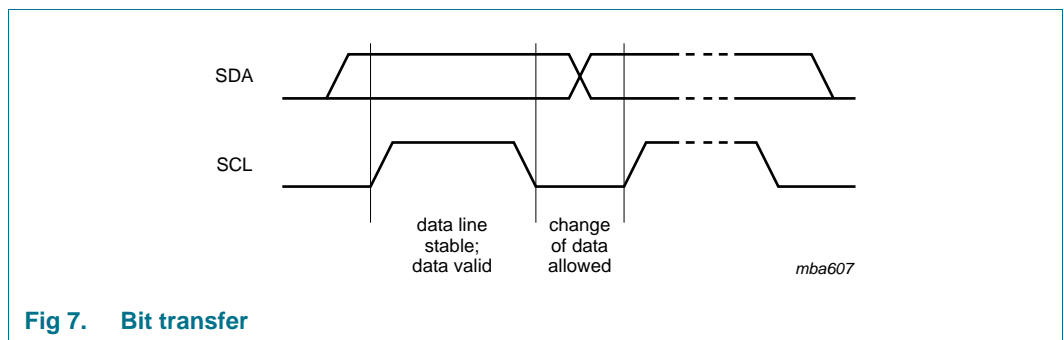 SDA
SCL
data line
stable;
data valid
change
of data
allowed
mba607
Fig 7. Bit transfer